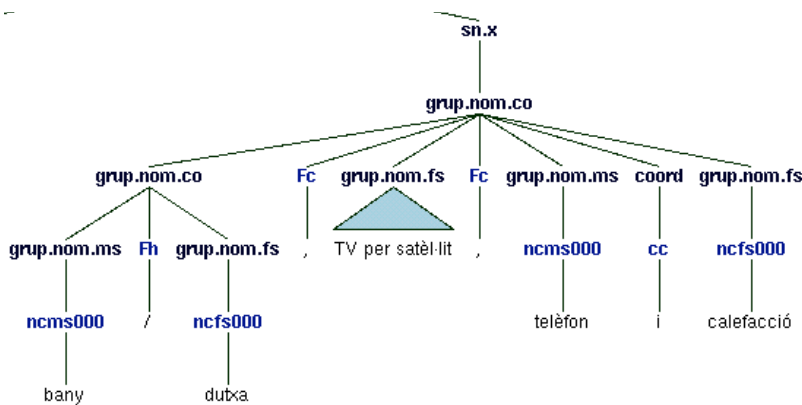 sn.x
grup.nom.co
grup.nom.co Fc grup.nom.fs Fc grup.nom.ms coord grup.nom.fs
grup.nom.ms Fh grup.nom.fs , TV per satèl·lit , ncms000 cc ncfs000
ncms000 / ncfs000 telèfon i calefacció
bany dutxa